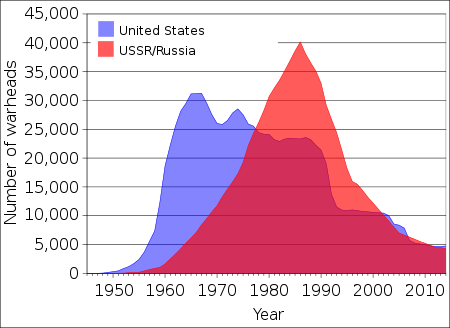 45,000
40,000
35,000
30,000
25,000
20,000
15,000
10,000
5,000
0
Number of warheads
United States
USSR/Russia
1950 1960 1970 1980 1990 2000 2010
Year